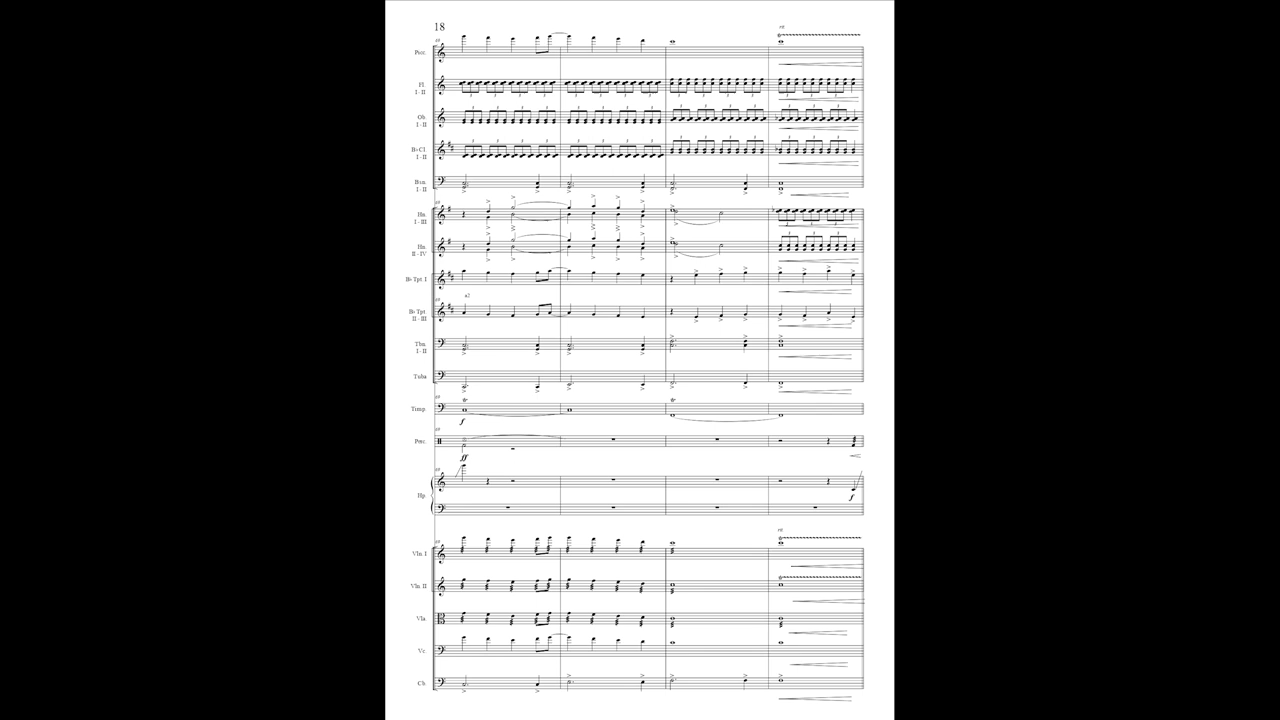 18
Picc.
Fl.
I - II
Ob.
I - II
B♭ Cl.
I - II
Bsn.
I - II
Hn.
I - III
Hn.
II - IV
B♭ Tpt. I
a2
B♭ Tpt.
II - III
Tbn.
I - II
Tuba
Timp.
f
Perc.
ff
Hp.
f
Vln. I
Vln. II
Vla.
Vc.
Cb.